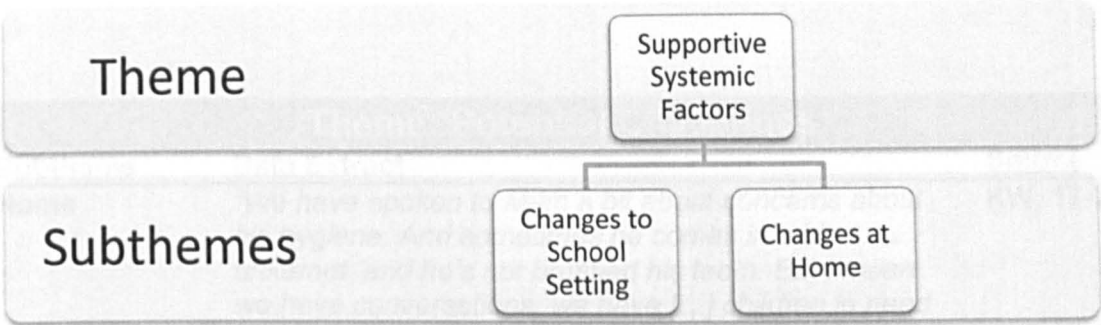 Theme
Supportive
Systemic
Factors
Subthemes
Changes to
School
Setting
Changes at
Home